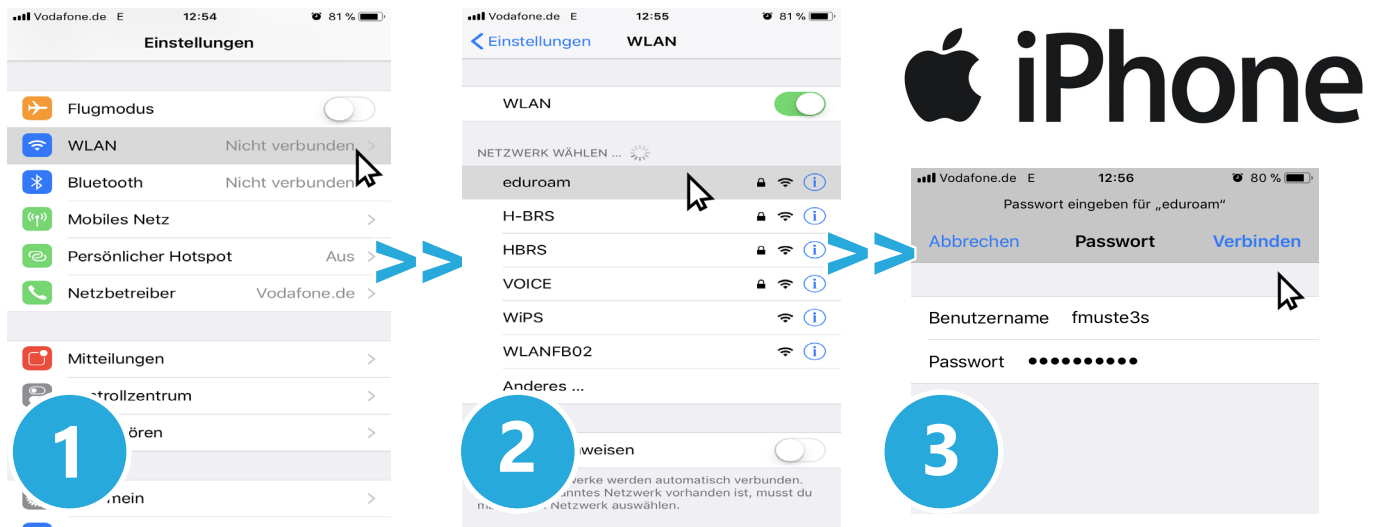 Vodafone.de E 12:54 81 %
Einstellungen
Flugmodus
WLAN Nicht verbunden
Bluetooth Nicht verbunden
Mobiles Netz
Persönlicher Hotspot Aus
Netzbetreiber Vodafone.de
Mitteilungen
trollzentrum
ören
mein
1
>>
Vodafone.de E 12:55 81 %
Einstellungen WLAN
WLAN
NETZWERK WÄHLEN ...
eduroam
H-BRS
HBRS
VOICE
WiPS
WLANFB02
Anderes ...
weisen
werke werden automatisch verbunden.
nntes Netzwerk vorhanden ist, musst du
Netzwerk auswählen.
2
>>
iPhone
Vodafone.de E 12:56 80 %
Passwort eingeben für „eduroam“
Abbrechen Passwort Verbinden
Benutzername fmuste3s
Passwort ●●●●●●●●●●
3